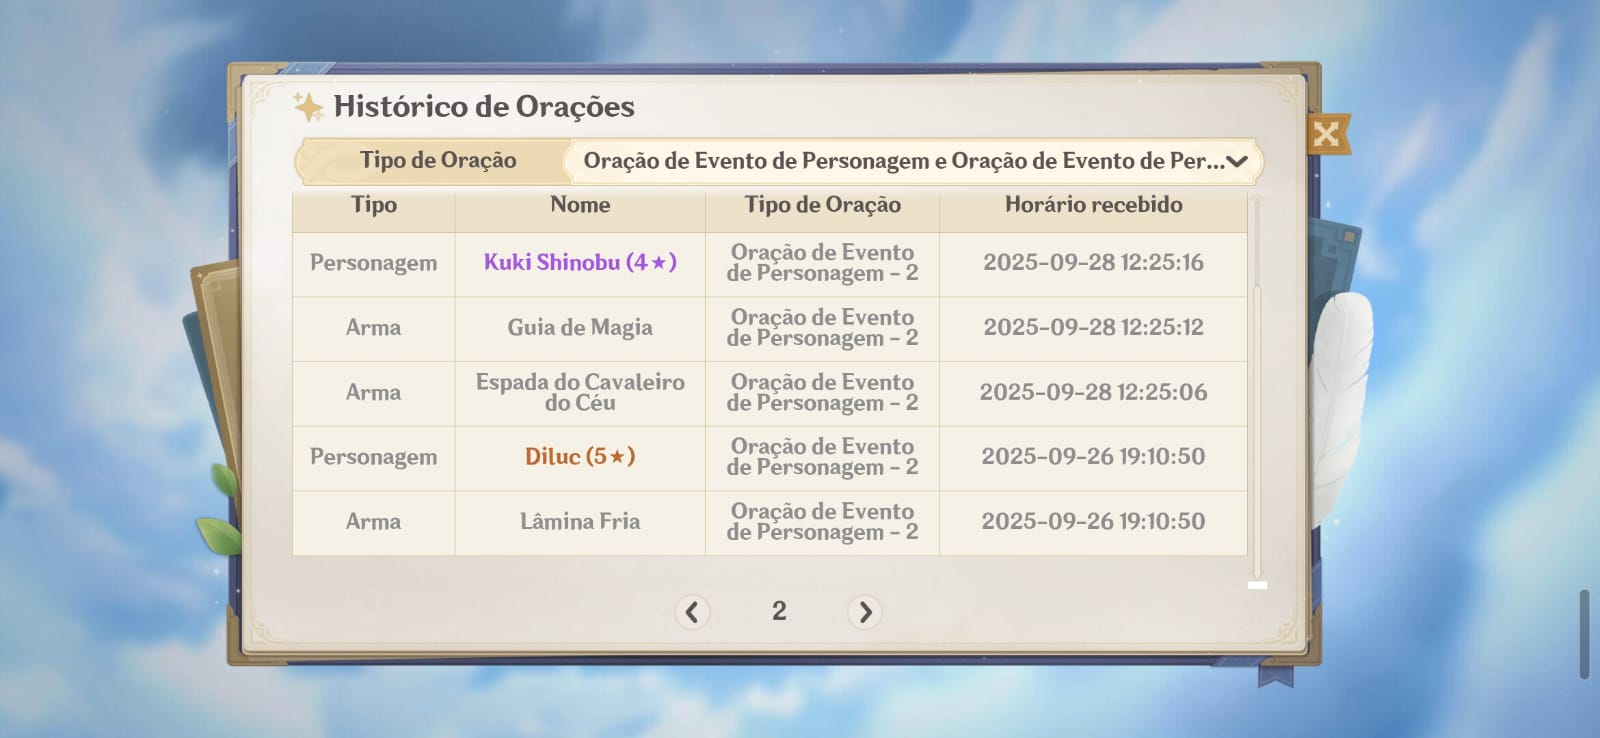 Histórico de Orações
Tipo de Oração
Oração de Evento de Personagem e Oração de Evento de Per...
Tipo Nome Tipo de Oração Horário recebido
Personagem Kuki Shinobu (4★) Oração de Evento de Personagem - 2 2025-09-28 12:25:16
Arma Guia de Magia Oração de Evento de Personagem - 2 2025-09-28 12:25:12
Arma Espada do Cavaleiro do Céu Oração de Evento de Personagem - 2 2025-09-28 12:25:06
Personagem Diluc (5★) Oração de Evento de Personagem - 2 2025-09-26 19:10:50
Arma Lâmina Fria Oração de Evento de Personagem - 2 2025-09-26 19:10:50
2